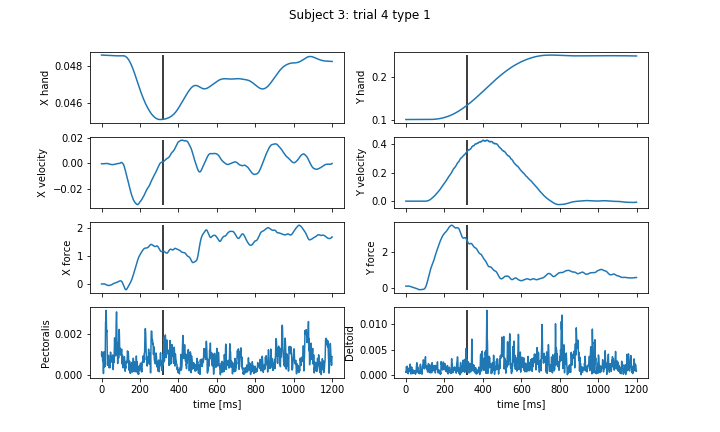 Subject 3: trial 4 type 1
X hand
0.048
0.046
Y hand
0.2
0.1
X velocity
0.02
0.00
−0.02
Y velocity
0.4
0.2
0.0
X force
2
1
0
Y force
2
0
Pectoralis
0.002
0.000
Deltoid
0.010
0.005
0.000
0 200 400 600 800 1000 1200
0 200 400 600 800 1000 1200
time [ms]
time [ms]